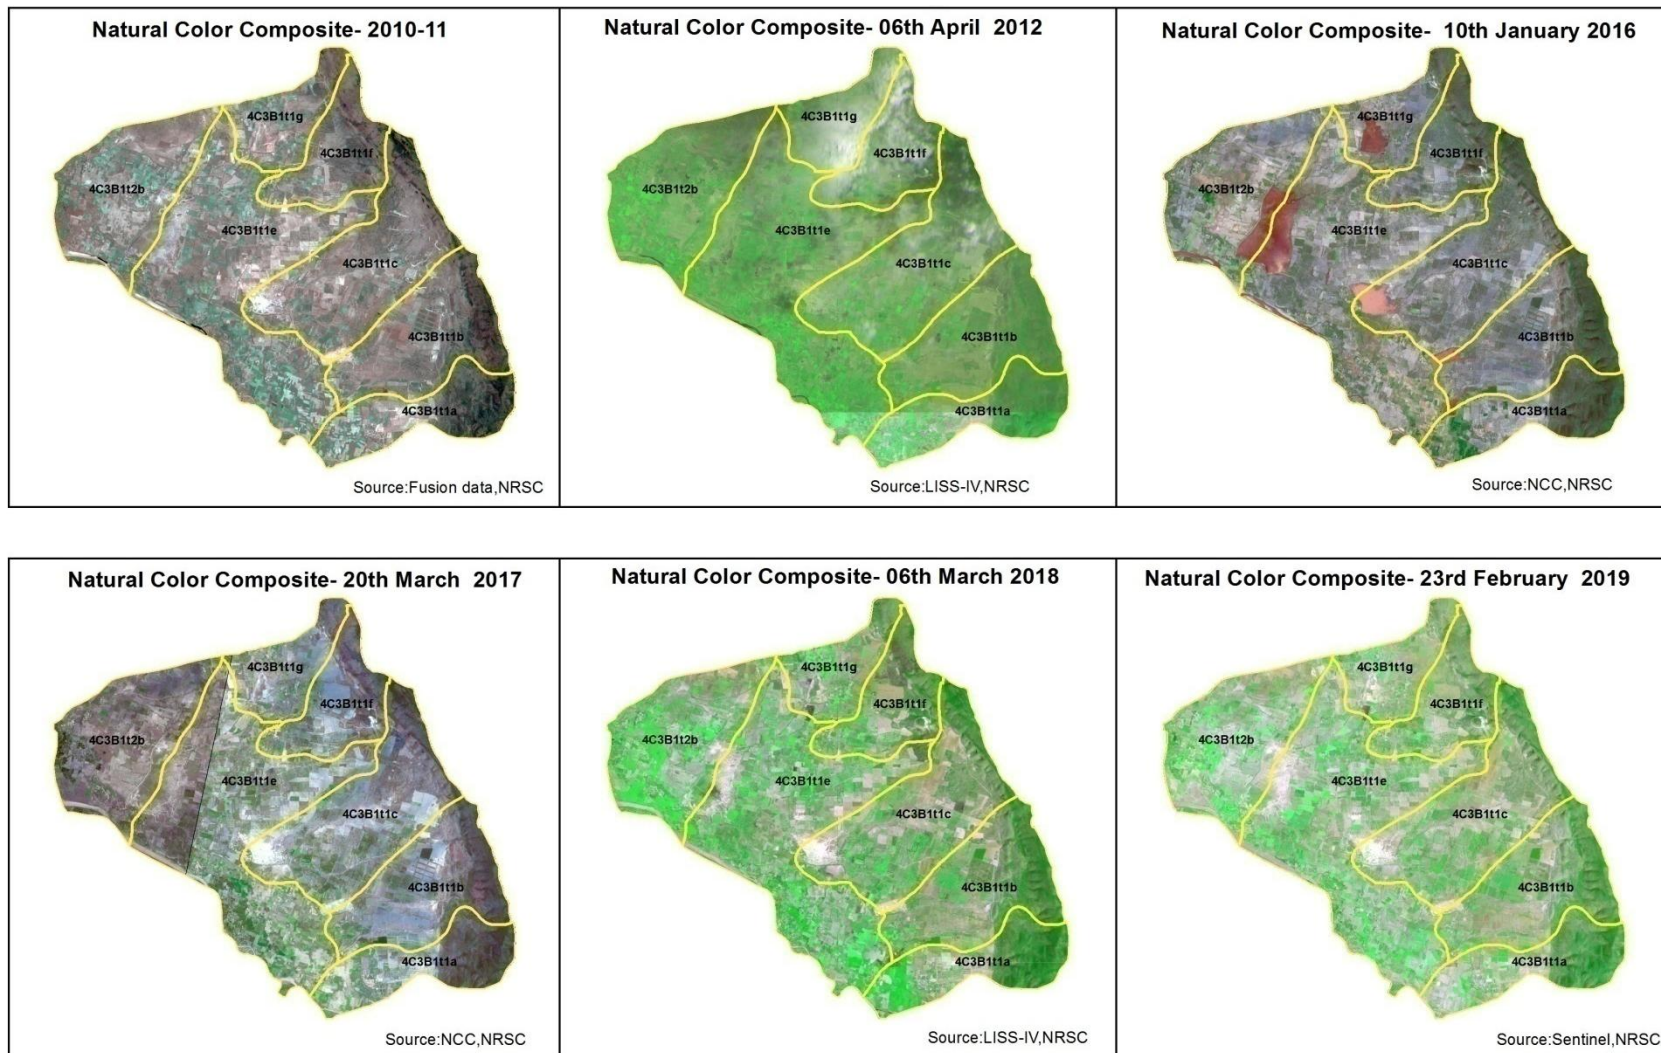 Natural Color Composite- 2010-11
4C3B1t1g
4C3B1t1f
4C3B1t2b
4C3B1t1e
4C3B1t1c
4C3B1t1b
4C3B1t1a
Source:Fusion data,NRSC
Natural Color Composite- 06th April 2012
4C3B1t1g
4C3B1t1f
4C3B1t2b
4C3B1t1e
4C3B1t1c
4C3B1t1b
4C3B1t1a
Source:LISS-IV,NRSC
Natural Color Composite- 10th January 2016
4C3B1t1g
4C3B1t1f
4C3B1t2b
4C3B1t1e
4C3B1t1c
4C3B1t1b
4C3B1t1a
Source:NCC,NRSC
Natural Color Composite- 20th March 2017
4C3B1t1g
4C3B1t1f
4C3B1t2b
4C3B1t1e
4C3B1t1c
4C3B1t1b
4C3B1t1a
Source:NCC,NRSC
Natural Color Composite- 06th March 2018
4C3B1t1g
4C3B1t1f
4C3B1t2b
4C3B1t1e
4C3B1t1c
4C3B1t1b
4C3B1t1a
Source:LISS-IV,NRSC
Natural Color Composite- 23rd February 2019
4C3B1t1g
4C3B1t1f
4C3B1t2b
4C3B1t1e
4C3B1t1c
4C3B1t1b
4C3B1t1a
Source:Sentinel,NRSC